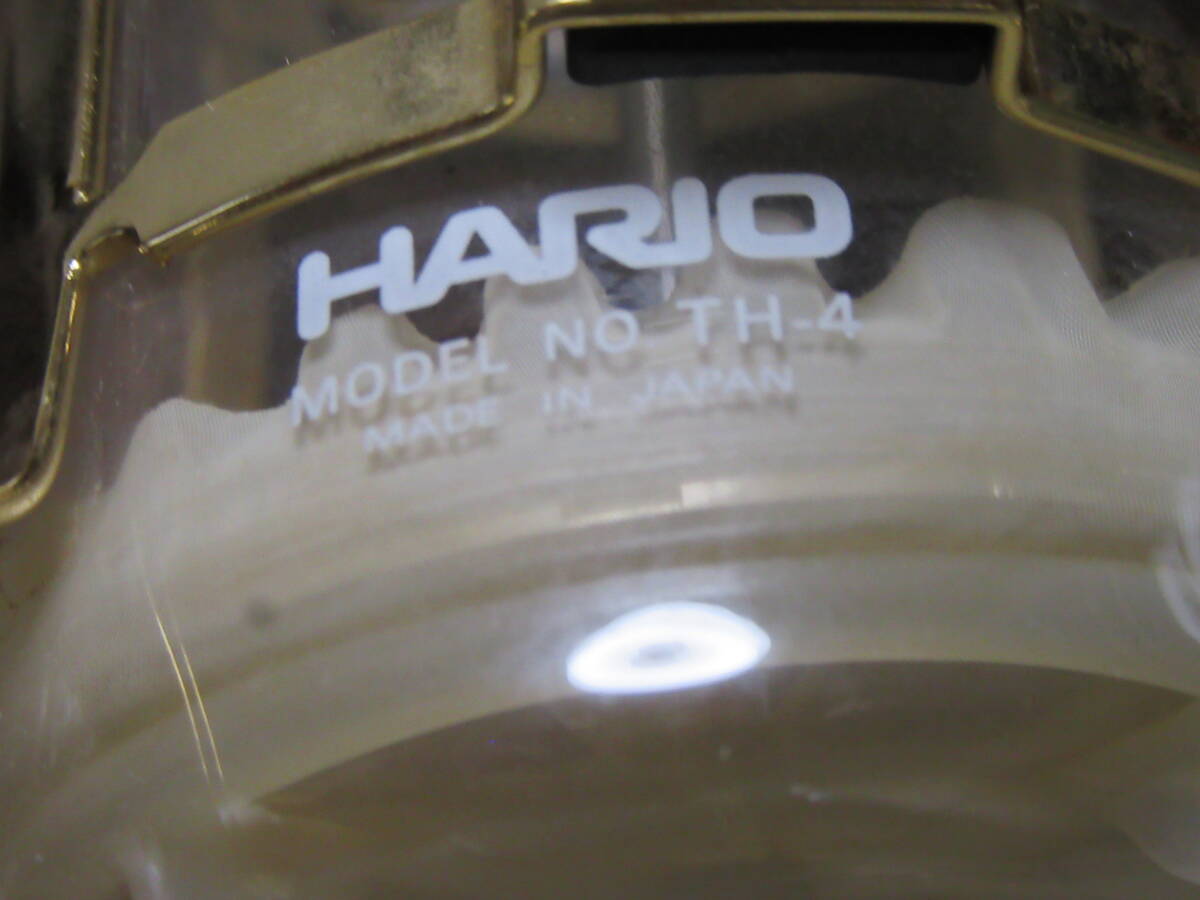 HARIO
MODEL NO TH-4
MADE IN JAPAN